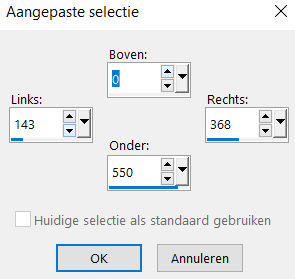 Aangepaste selectie
Boven:
0
Links:
143
Rechts:
368
Onder:
550
Huidige selectie als standaard gebruiken
OK
Annuleren